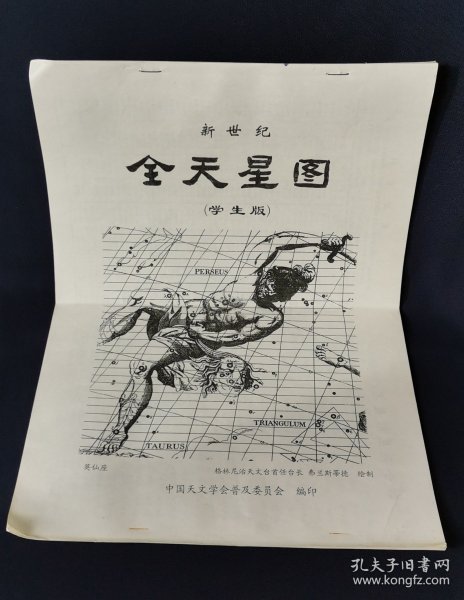 新世纪
全天星图
(学生版)
PERSEUS
TRIANGULUM
TAURUS
英仙座
格林尼治天文台首任台长 弗兰斯蒂德 绘制
中国天文学会普及委员会 编印
孔夫子旧书网
www.kongfz.com